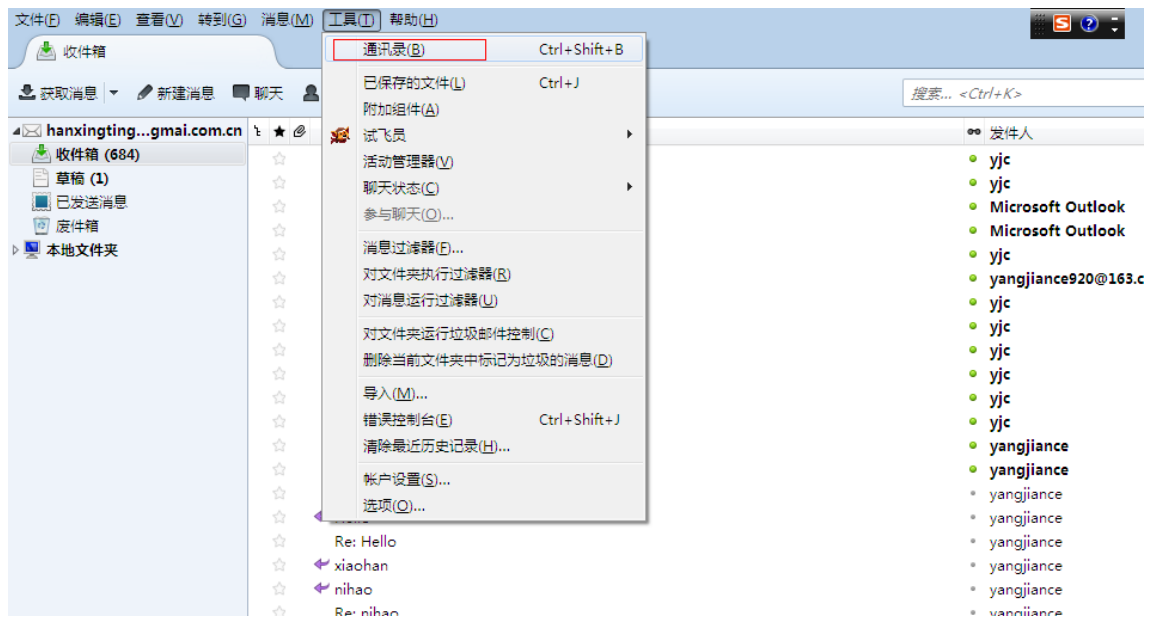 文件(F) 编辑(E) 查看(V) 转到(G) 消息(M) 工具(T) 帮助(H)
收件箱
获取消息 新建消息 聊天
搜索... <Ctrl+K>
通讯录(B) Ctrl+Shift+B
已保存的文件(L) Ctrl+J
附加组件(A)
试飞员
活动管理器(V)
聊天状态(C)
参与聊天(O)...
消息过滤器(F)...
对文件夹执行过滤器(R)
对消息运行过滤器(U)
对文件夹运行垃圾邮件控制(C)
删除当前文件夹中标记为垃圾的消息(D)
导入(M)...
错误控制台(E) Ctrl+Shift+J
清除最近历史记录(H)...
帐户设置(S)...
选项(O)...
hanxingting...gmai.com.cn
收件箱 (684)
草稿 (1)
已发送消息
废件箱
本地文件夹
发件人
yjc
yjc
Microsoft Outlook
Microsoft Outlook
yjc
yangjiance920@163.c
yjc
yjc
yjc
yjc
yjc
yjc
yangjiance
yangjiance
yangjiance
yangjiance
Re: Hello yangjiance
xiaohan yangjiance
nihao yangjiance
Re: nihao yangjiance